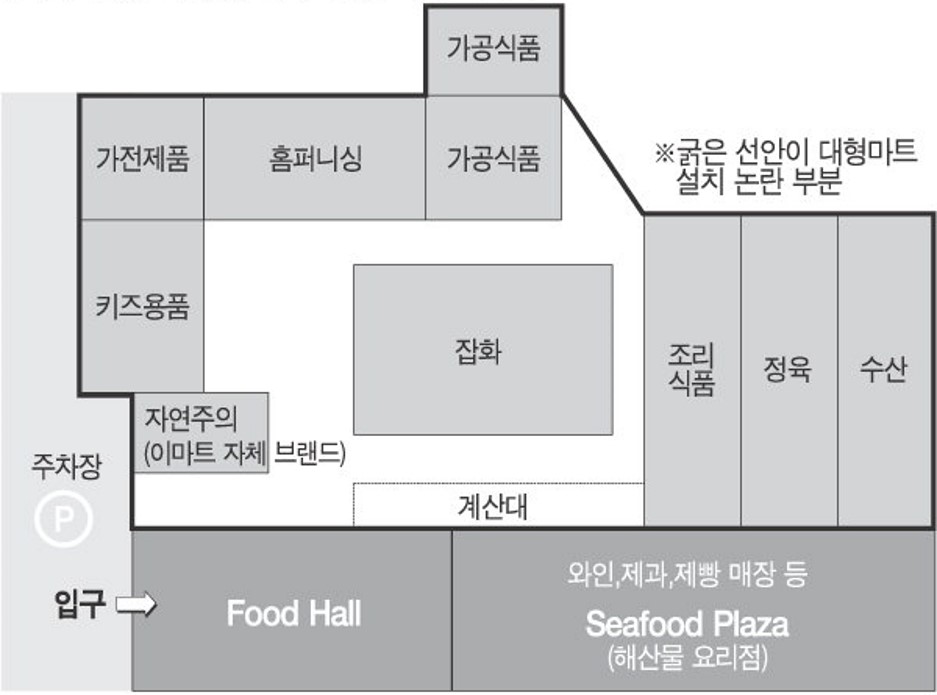 가공식품
가전제품
홈퍼니싱
가공식품
※굵은 선안이 대형마트
설치 논란 부분
키즈용품
잡화
조리
식품
정육
수산
자연주의
(이마트 자체 브랜드)
주차장
P
계산대
입구
Food Hall
와인,제과,제빵 매장 등
Seafood Plaza
(해산물 요리점)